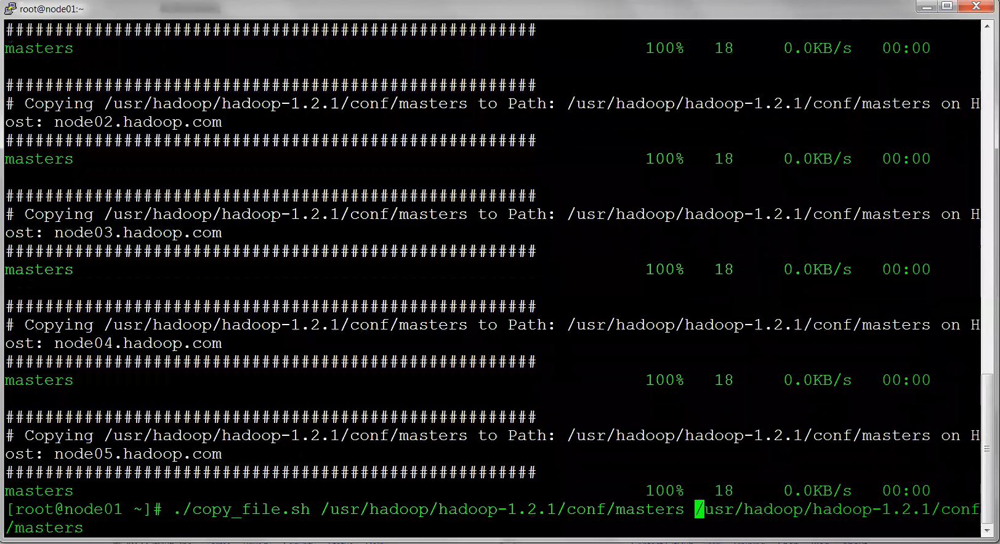 root@node01:~
######################################################
masters 100% 18 0.0KB/s 00:00
######################################################
# Copying /usr/hadoop/hadoop-1.2.1/conf/masters to Path: /usr/hadoop/hadoop-1.2.1/conf/masters on H
ost: node02.hadoop.com
######################################################
masters 100% 18 0.0KB/s 00:00
######################################################
# Copying /usr/hadoop/hadoop-1.2.1/conf/masters to Path: /usr/hadoop/hadoop-1.2.1/conf/masters on H
ost: node03.hadoop.com
######################################################
masters 100% 18 0.0KB/s 00:00
######################################################
# Copying /usr/hadoop/hadoop-1.2.1/conf/masters to Path: /usr/hadoop/hadoop-1.2.1/conf/masters on H
ost: node04.hadoop.com
######################################################
masters 100% 18 0.0KB/s 00:00
######################################################
# Copying /usr/hadoop/hadoop-1.2.1/conf/masters to Path: /usr/hadoop/hadoop-1.2.1/conf/masters on H
ost: node05.hadoop.com
######################################################
masters 100% 18 0.0KB/s 00:00
[root@node01 ~]# ./copy_file.sh /usr/hadoop/hadoop-1.2.1/conf/masters /usr/hadoop/hadoop-1.2.1/conf
/masters